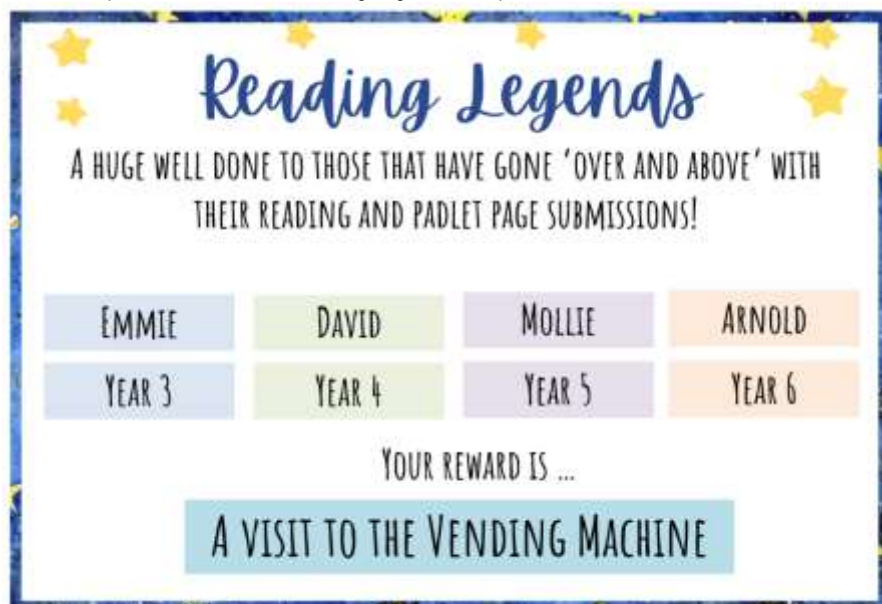 Reading Legends
A HUGE WELL DONE TO THOSE THAT HAVE GONE ‘OVER AND ABOVE’ WITH
THEIR READING AND PADLET PAGE SUBMISSIONS!
EMMIE DAVID MOLLIE ARNOLD
YEAR 3 YEAR 4 YEAR 5 YEAR 6
YOUR REWARD IS ...
A VISIT TO THE VENDING MACHINE